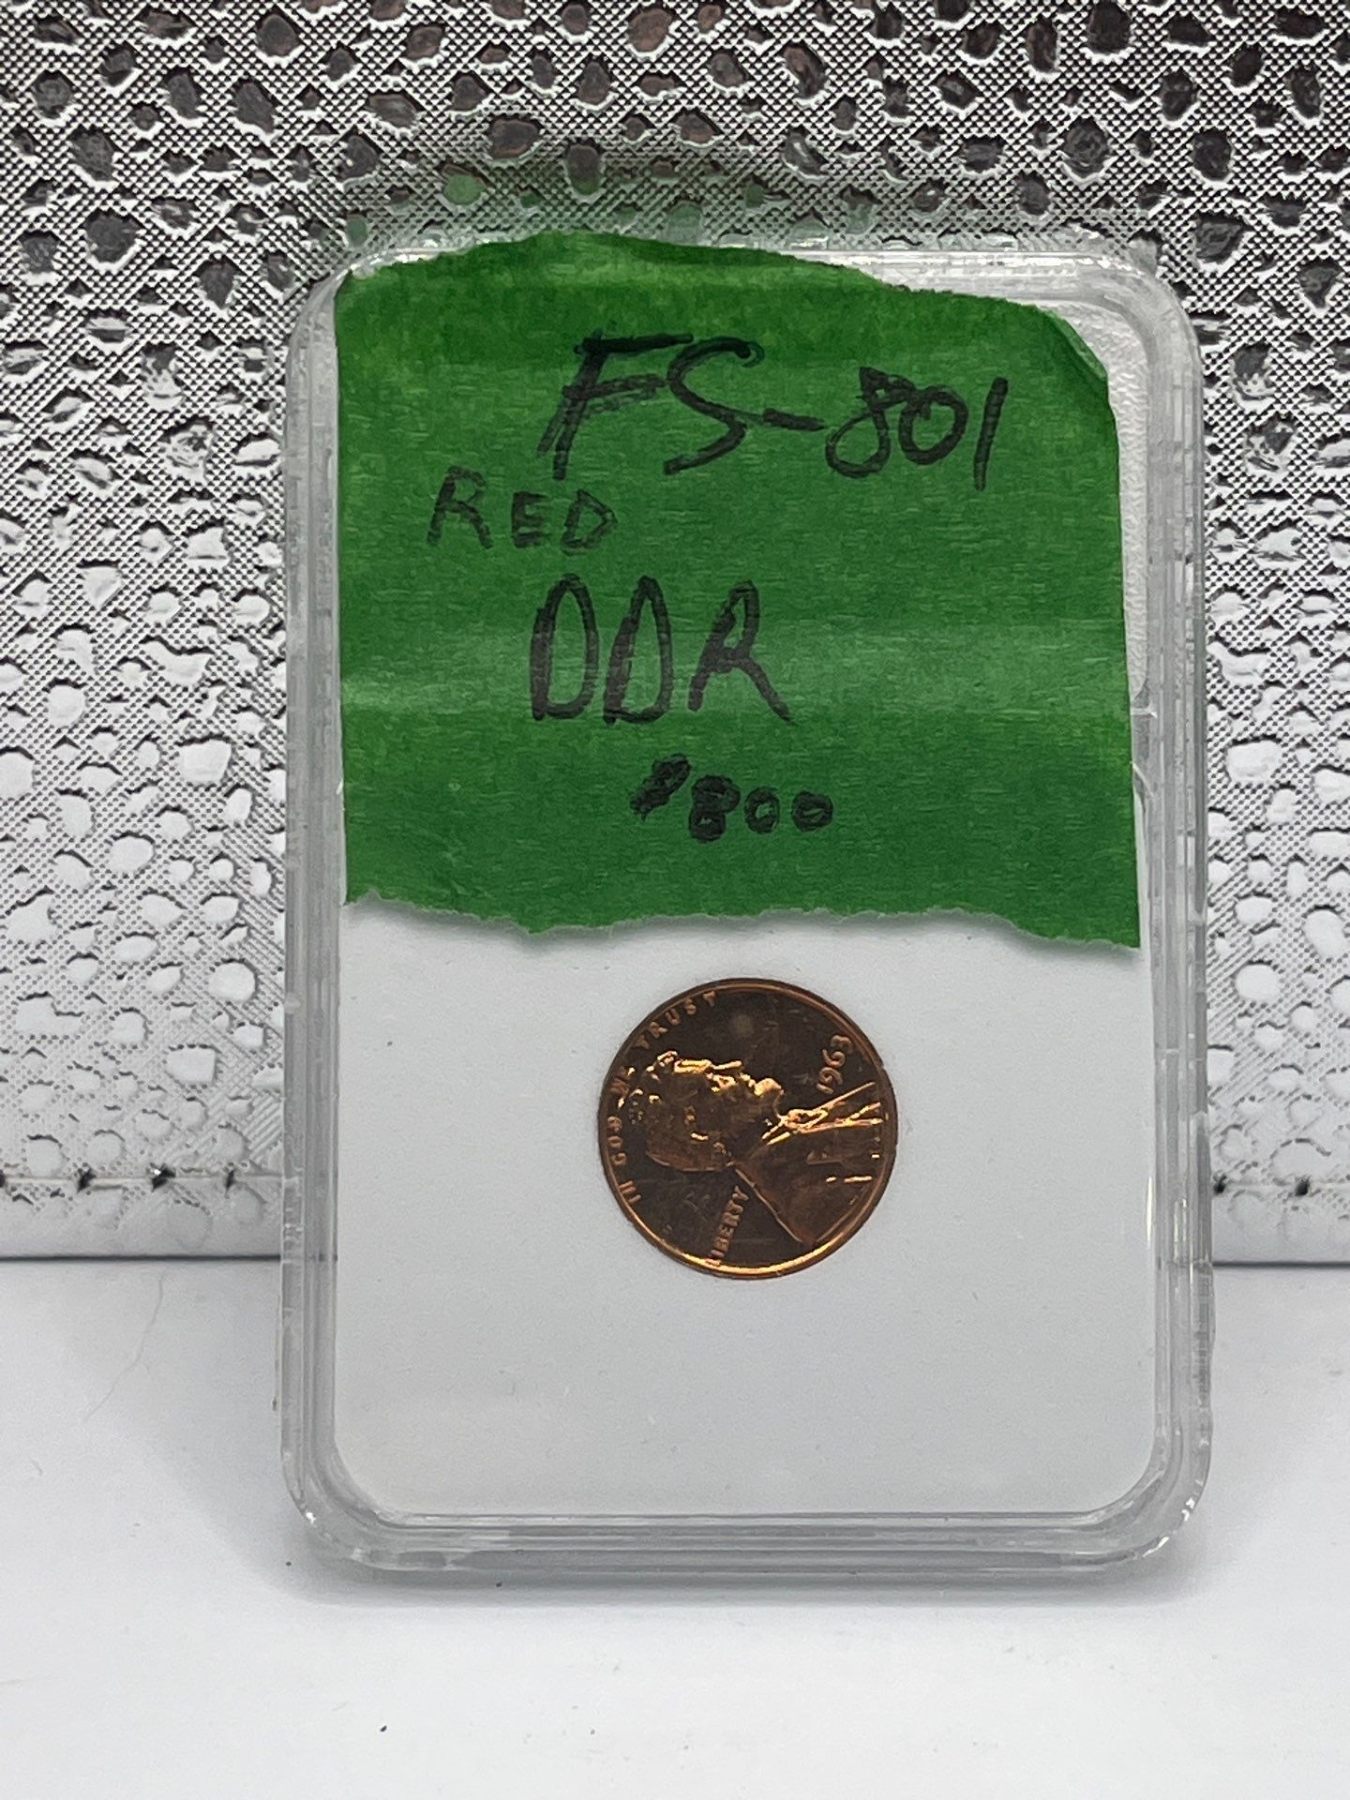 FS-801
RED
DDR
$800
IN GOD WE TRUST
LIBERTY
1963